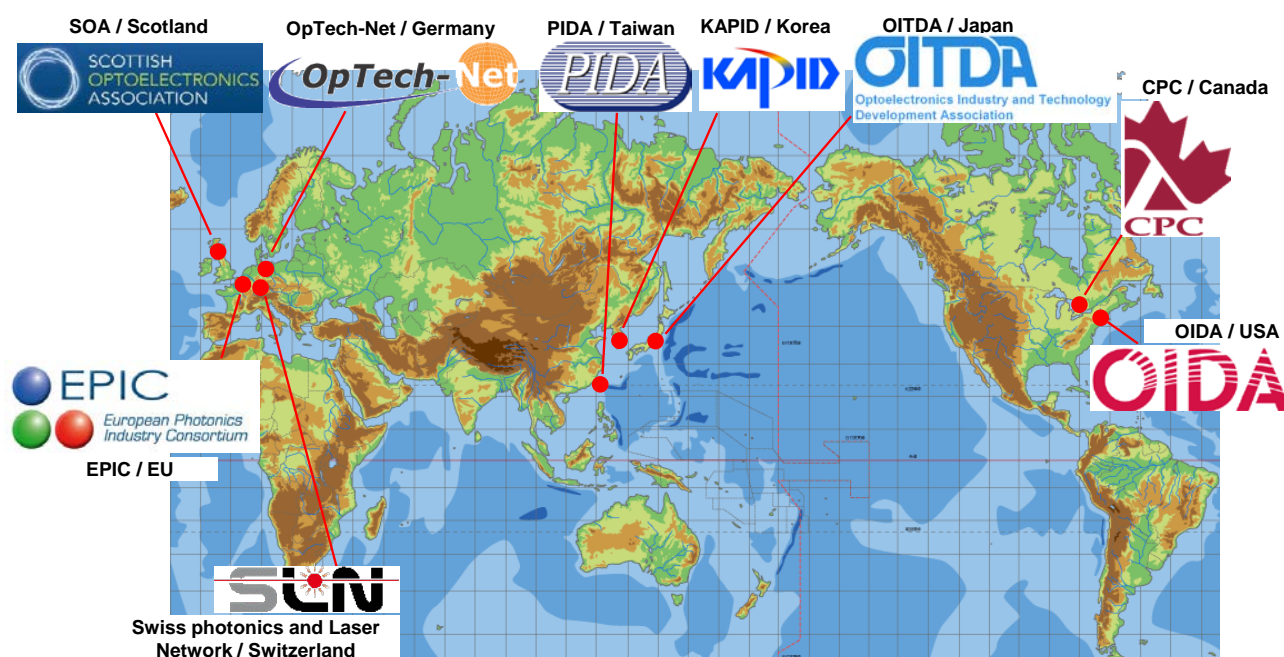 SOA / Scotland
OpTech-Net / Germany
PIDA / Taiwan
KAPID / Korea
OITDA / Japan
SCOTTISH
OPTOELECTRONICS
ASSOCIATION
OpTech-Net
PIDA
KAPID
OITDA
Optoelectronics Industry and Technology
Development Association
CPC / Canada
CPC
OIDA / USA
OIDA
EPIC
European Photonics
Industry Consortium
EPIC / EU
SLN
Swiss photonics and Laser
Network / Switzerland